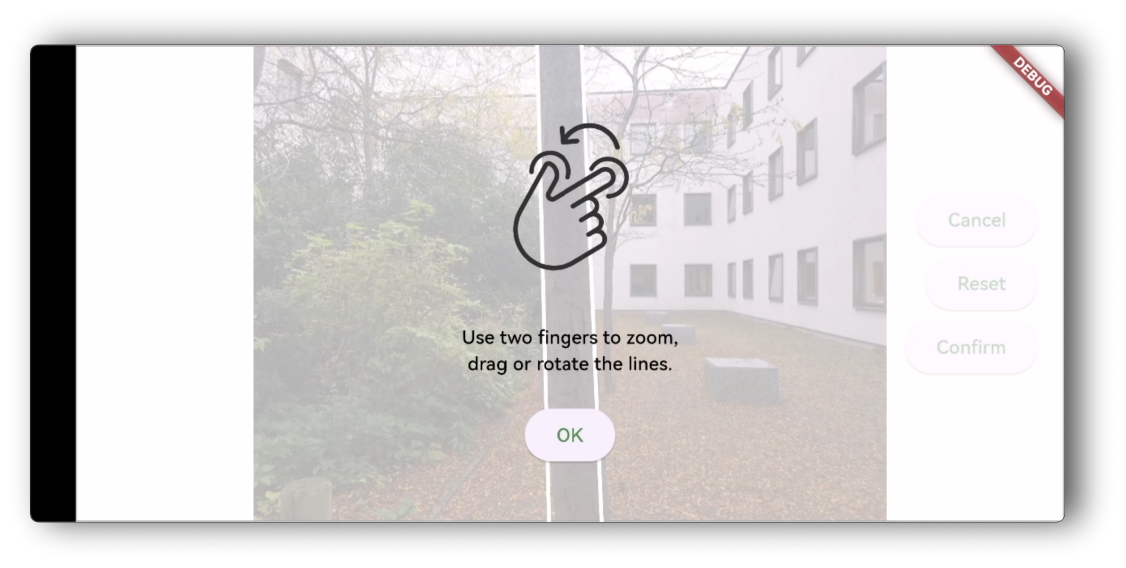 DEBUG
Cancel
Reset
Confirm
Use two fingers to zoom,
drag or rotate the lines.
OK